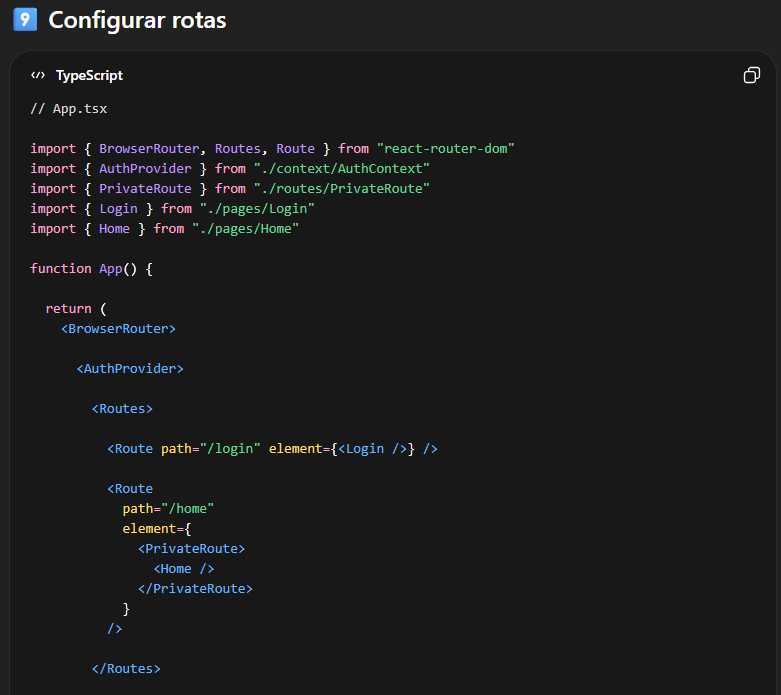 9 Configurar rotas
</> TypeScript
// App.tsx
import { BrowserRouter, Routes, Route } from "react-router-dom"
import { AuthProvider } from "./context/AuthContext"
import { PrivateRoute } from "./routes/PrivateRoute"
import { Login } from "./pages/Login"
import { Home } from "./pages/Home"
function App() {
  return (
    <BrowserRouter>
      <AuthProvider>
        <Routes>
          <Route path="/login" element={<Login />} />
          <Route
            path="/home"
            element={
              <PrivateRoute>
                <Home />
              </PrivateRoute>
            }
          />
        </Routes>